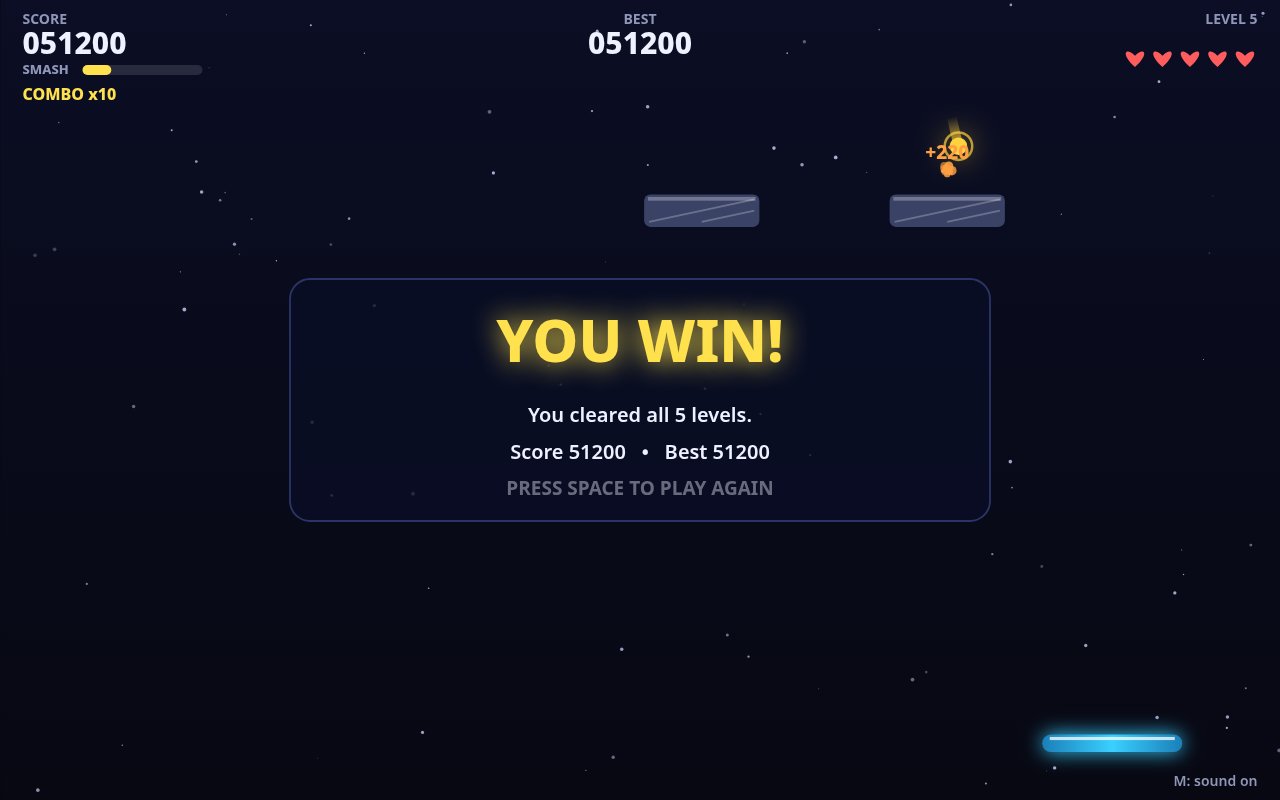 SCORE
051200
SMASH
COMBO x10
BEST
051200
LEVEL 5
+220
YOU WIN!
You cleared all 5 levels.
Score 51200 • Best 51200
PRESS SPACE TO PLAY AGAIN
M: sound on